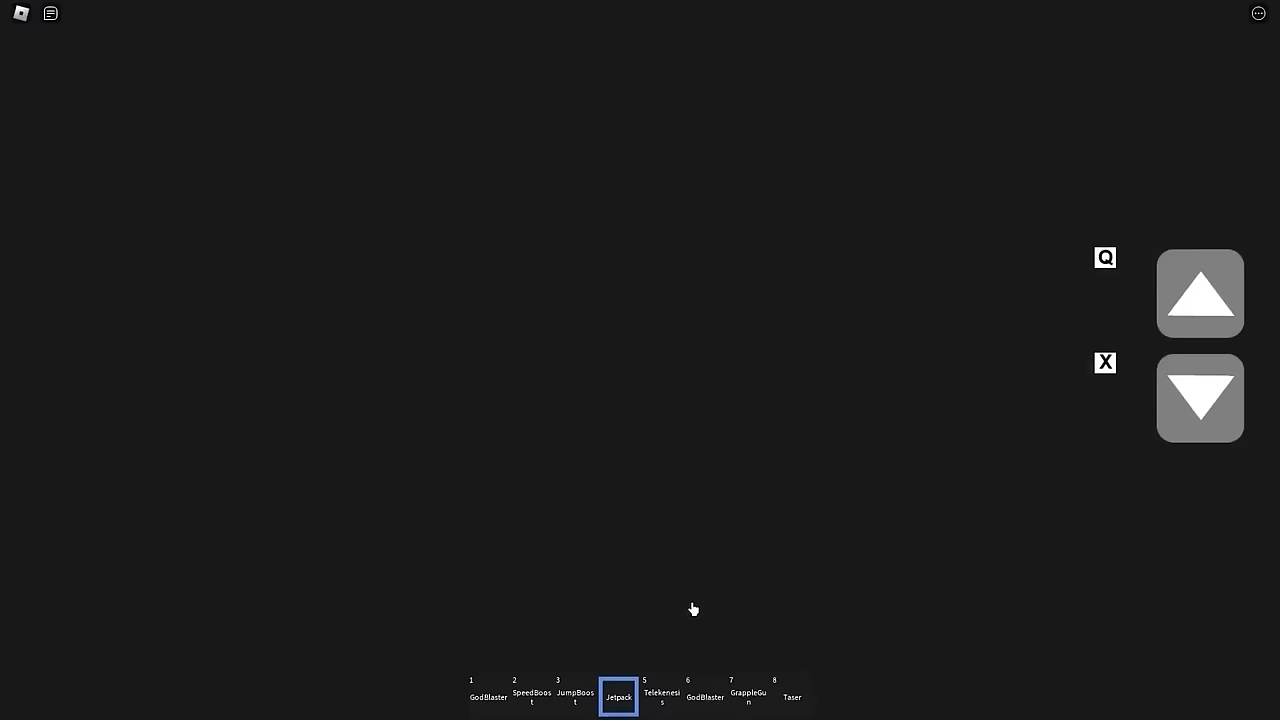 Q
X
1 2 3 5 6 7 8
GodBlaster SpeedBoos JumpBoos Jetpack Telekenesi GodBlaster GrappleGu Taser
t t s n